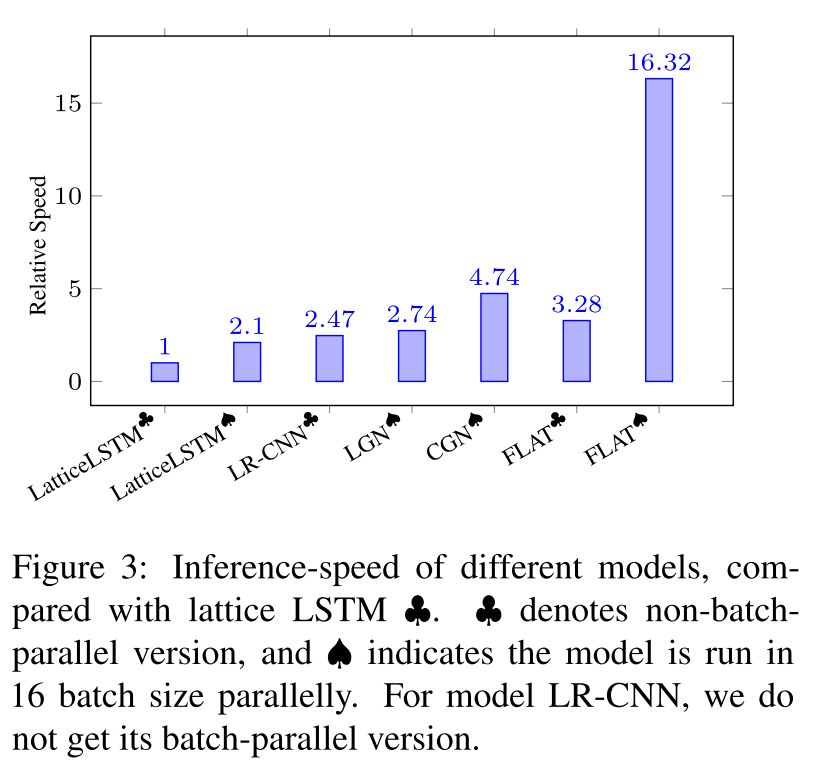 16.32
15
10
Relative Speed
5
4.74
3.28
2.74
2.47
2.1
1
0
LatticeLSTM♣
LatticeLSTM♠
LR-CNN♣
LGN♠
CGN♠
FLAT♣
FLAT♠
Figure 3: Inference-speed of different models, com-
pared with lattice LSTM ♣. ♣ denotes non-batch-
parallel version, and ♠ indicates the model is run in
16 batch size parallelly. For model LR-CNN, we do
not get its batch-parallel version.